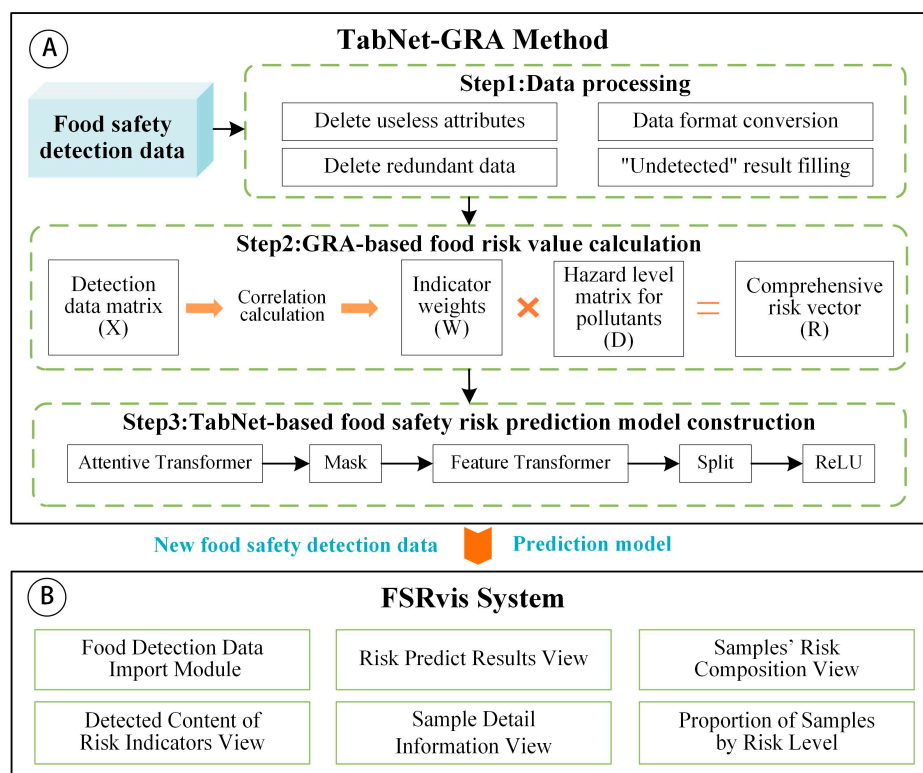 A
TabNet-GRA Method
Food safety
detection data
Step1:Data processing
Delete useless attributes
Data format conversion
Delete redundant data
"Undetected" result filling
Step2:GRA-based food risk value calculation
Detection
data matrix
(X)
Correlation
calculation
Indicator
weights
(W)
×
Hazard level
matrix for
pollutants
(D)
=
Comprehensive
risk vector
(R)
Step3:TabNet-based food safety risk prediction model construction
Attentive Transformer
Mask
Feature Transformer
Split
ReLU
New food safety detection data
Prediction model
B
FSRvis System
Food Detection Data
Import Module
Risk Predict Results View
Samples’ Risk
Composition View
Detected Content of
Risk Indicators View
Sample Detail
Information View
Proportion of Samples
by Risk Level